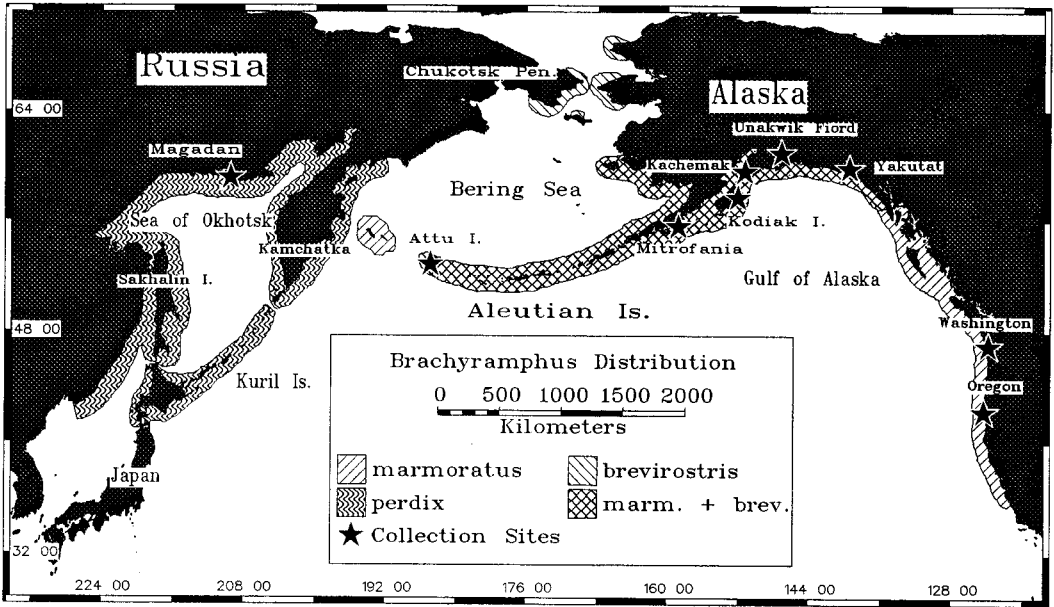 Russia
Chukotsk Pen.
Alaska
64 00
Unakwik Fiord
Magadan
Kachemak
Yakutat
Bering Sea
Sea of Okhotsk
Kodiak I.
Attu I.
Kamchatka
Mitrofania
Sakhalin I.
Gulf of Alaska
Aleutian Is.
48 00
Washington
Kuril Is.
Oregon
Japan
32 00
Brachyramphus Distribution
0 500 1000 1500 2000
Kilometers
marmoratus
brevirostris
perdix
marm. + brev.
Collection Sites
224 00 208 00 192 00 176 00 160 00 144 00 128 00